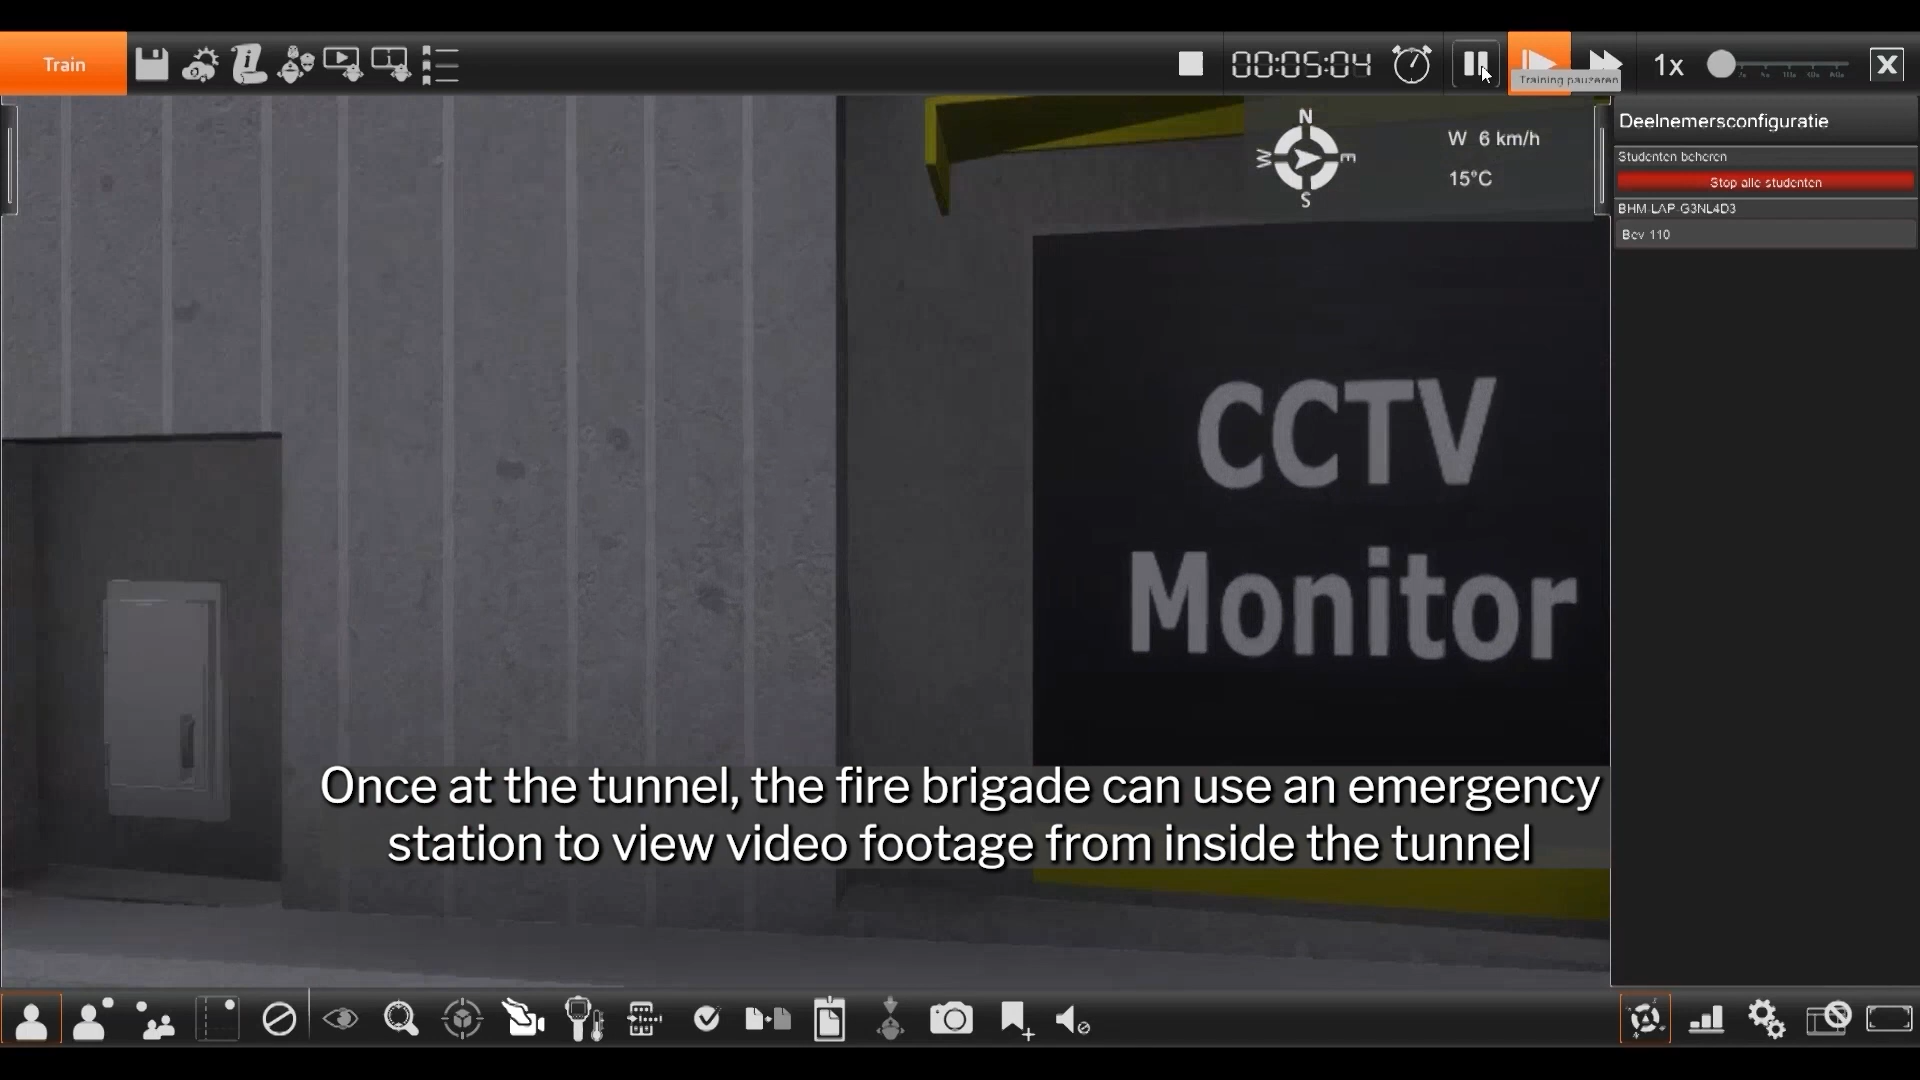 Train
00:05:04
1x
Training pauzeren
N
W
E
S
W 6 km/h
15°C
Deelnemersconfiguratie
Studenten beheren
Stop alle studenten
BHM-LAP-G3NL4D3
Bev 110
CCTV
Monitor
Once at the tunnel, the fire brigade can use an emergency
station to view video footage from inside the tunnel